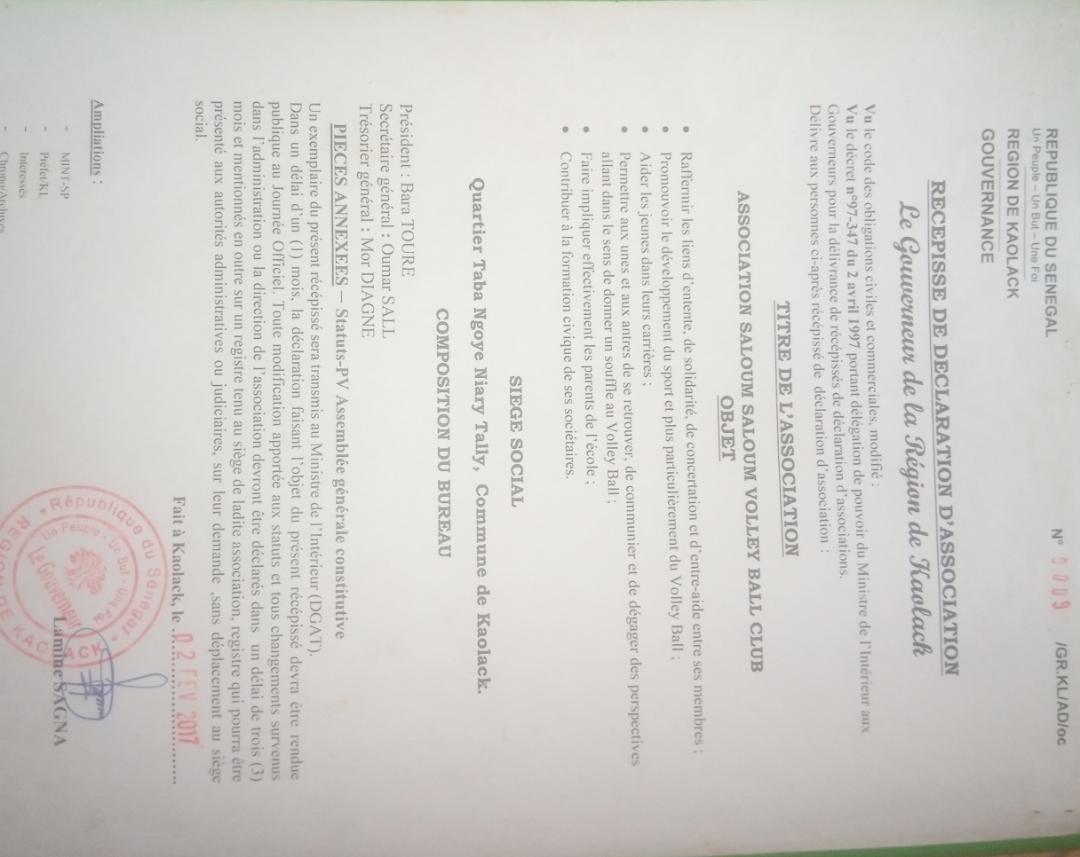 REPUBLIQUE DU SENEGAL
Un Peuple – Un But – Une Foi
REGION DE KAOLACK
GOUVERNANCE
N° 0009 /GR.KL/AD/oc
RECEPISSE DE DECLARATION D'ASSOCIATION
Le Gouverneur de la Région de Kaolack
Vu le code des obligations civiles et commerciales, modifié ;
Vu le décret n°97-347 du 2 avril 1997 portant délégation de pouvoir du Ministre de l'Intérieur aux
Gouverneurs pour la délivrance de récépissés de déclaration d'associations.
Délivre aux personnes ci-après récépissé de déclaration d'association :
TITRE DE L'ASSOCIATION
ASSOCIATION SALOUM SALOUM VOLLEY BALL CLUB
OBJET
• Raffermir les liens d'entente, de solidarité, de concertation et d'entre-aide entre ses membres ;
• Promouvoir le développement du sport et plus particulièrement du Volley Ball ;
• Aider les jeunes dans leurs carrières ;
• Permettre aux unes et aux antres de se retrouver, de communier et de dégager des perspectives
allant dans le sens de donner un souffle au Volley Ball ;
• Faire impliquer effectivement les parents de l'école ;
• Contribuer à la formation civique de ses sociétaires.
SIEGE SOCIAL
Quartier Taba Ngoye Niary Tally, Commune de Kaolack.
COMPOSITION DU BUREAU
Président : Bara TOURE
Secrétaire général : Oumar SALL
Trésorier général : Mor DIAGNE
PIECES ANNEXEES – Statuts-PV Assemblée générale constitutive
Un exemplaire du présent récépissé sera transmis au Ministre de l'Intérieur (DGAT).
Dans un délai d'un (1) mois, la déclaration faisant l'objet du présent récépissé devra être rendue
publique au Journée Officiel. Toute modification apportée aux statuts et tous changements survenus
dans l'administration ou la direction de l'association devront être déclarés dans un délai de trois (3)
mois et mentionnés en outre sur un registre tenu au siège de ladite association, registre qui pourra être
présenté aux autorités administratives ou judiciaires, sur leur demande ,sans déplacement au siège
social.
Fait à Kaolack, le 02 FEV 2017
République du Sénégal
Un Peuple - Un But - Une Foi
Le Gouverneur
REGION DE KAOLACK
Lamine SAGNA
Ampliations :
- MINT-SP
- Préfet/KL
- Intéresses
- Chrono/Archives